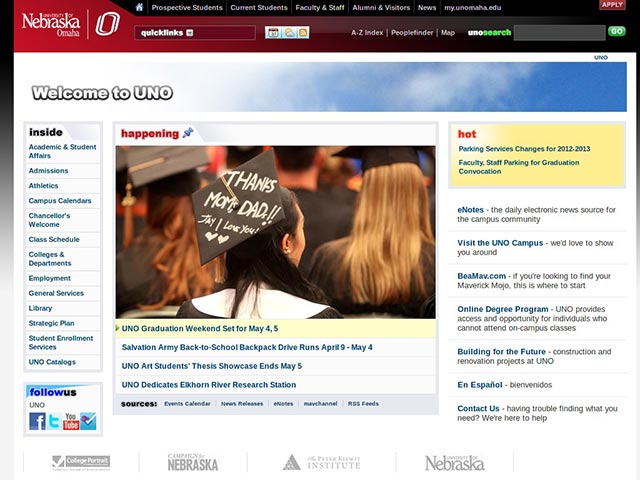 UNIVERSITY OF
Nebraska
Omaha
Prospective Students
Current Students
Faculty & Staff
Alumni & Visitors
News
my.unomaha.edu
APPLY
quicklinks
A-Z Index
Peoplefinder
Map
unosearch
GO
UNO
Welcome to UNO
inside
Academic & Student
Affairs
Admissions
Athletics
Campus Calendars
Chancellor's
Welcome
Class Schedule
Colleges &
Departments
Employment
General Services
Library
Strategic Plan
Student Enrollment
Services
UNO Catalogs
followus
UNO
You
Tube
happening
THANKS
MOM & DAD!!
I Love You!
UNO Graduation Weekend Set for May 4, 5
Salvation Army Back-to-School Backpack Drive Runs April 9 - May 4
UNO Art Students' Thesis Showcase Ends May 5
UNO Dedicates Elkhorn River Research Station
sources:
Events Calendar
News Releases
eNotes
mavchannel
RSS Feeds
hot
Parking Services Changes for 2012-2013
Faculty, Staff Parking for Graduation
Convocation
eNotes - the daily electronic news source for
the campus community
Visit the UNO Campus - we'd love to show
you around
BeaMav.com - if you're looking to find your
Maverick Mojo, this is where to start
Online Degree Program - UNO provides
access and opportunity for individuals who
cannot attend on-campus classes
Building for the Future - construction and
renovation projects at UNO
En Español - bienvenidos
Contact Us - having trouble finding what you
need? We're here to help
College Portrait
CAMPAIGN FOR
NEBRASKA
the Peter Kiewit
INSTITUTE
UNIVERSITY OF
Nebraska